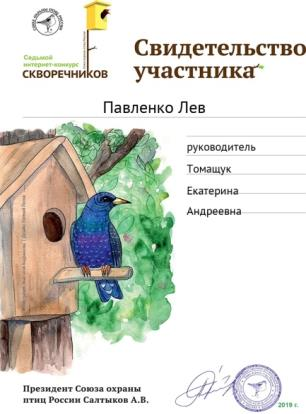 Седьмой
интернет-конкурс
СКВОРЕЧНИКОВ
Свидетельство
участника
Павленко Лев
руководитель
Томащук
Екатерина
Андреевна
Президент Союза охраны
птиц России Салтыков А.В.
2019 г.